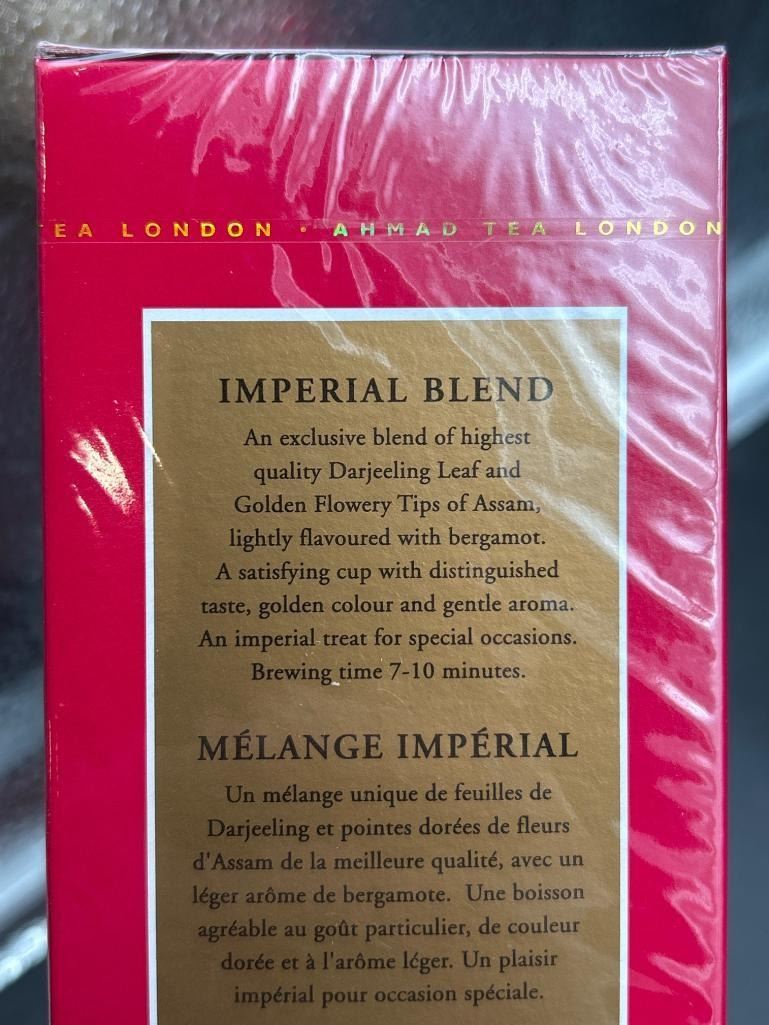 EA LONDON • AHMAD TEA LONDON
IMPERIAL BLEND
An exclusive blend of highest
quality Darjeeling Leaf and
Golden Flowery Tips of Assam,
lightly flavoured with bergamot.
A satisfying cup with distinguished
taste, golden colour and gentle aroma.
An imperial treat for special occasions.
Brewing time 7-10 minutes.
MÉLANGE IMPÉRIAL
Un mélange unique de feuilles de
Darjeeling et pointes dorées de fleurs
d'Assam de la meilleure qualité, avec un
léger arôme de bergamote. Une boisson
agréable au goût particulier, de couleur
dorée et à l'arôme léger. Un plaisir
impérial pour occasion spéciale.